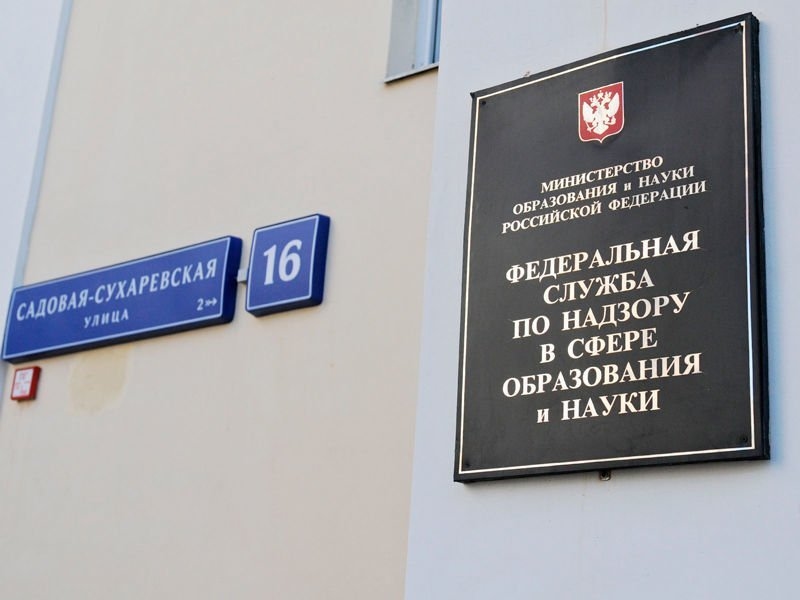 САДОВАЯ-СУХАРЕВСКАЯ
УЛИЦА
2
16
МИНИСТЕРСТВО
ОБРАЗОВАНИЯ и НАУКИ
РОССИЙСКОЙ ФЕДЕРАЦИИ
ФЕДЕРАЛЬНАЯ
СЛУЖБА
ПО НАДЗОРУ
В СФЕРЕ
ОБРАЗОВАНИЯ
и НАУКИ